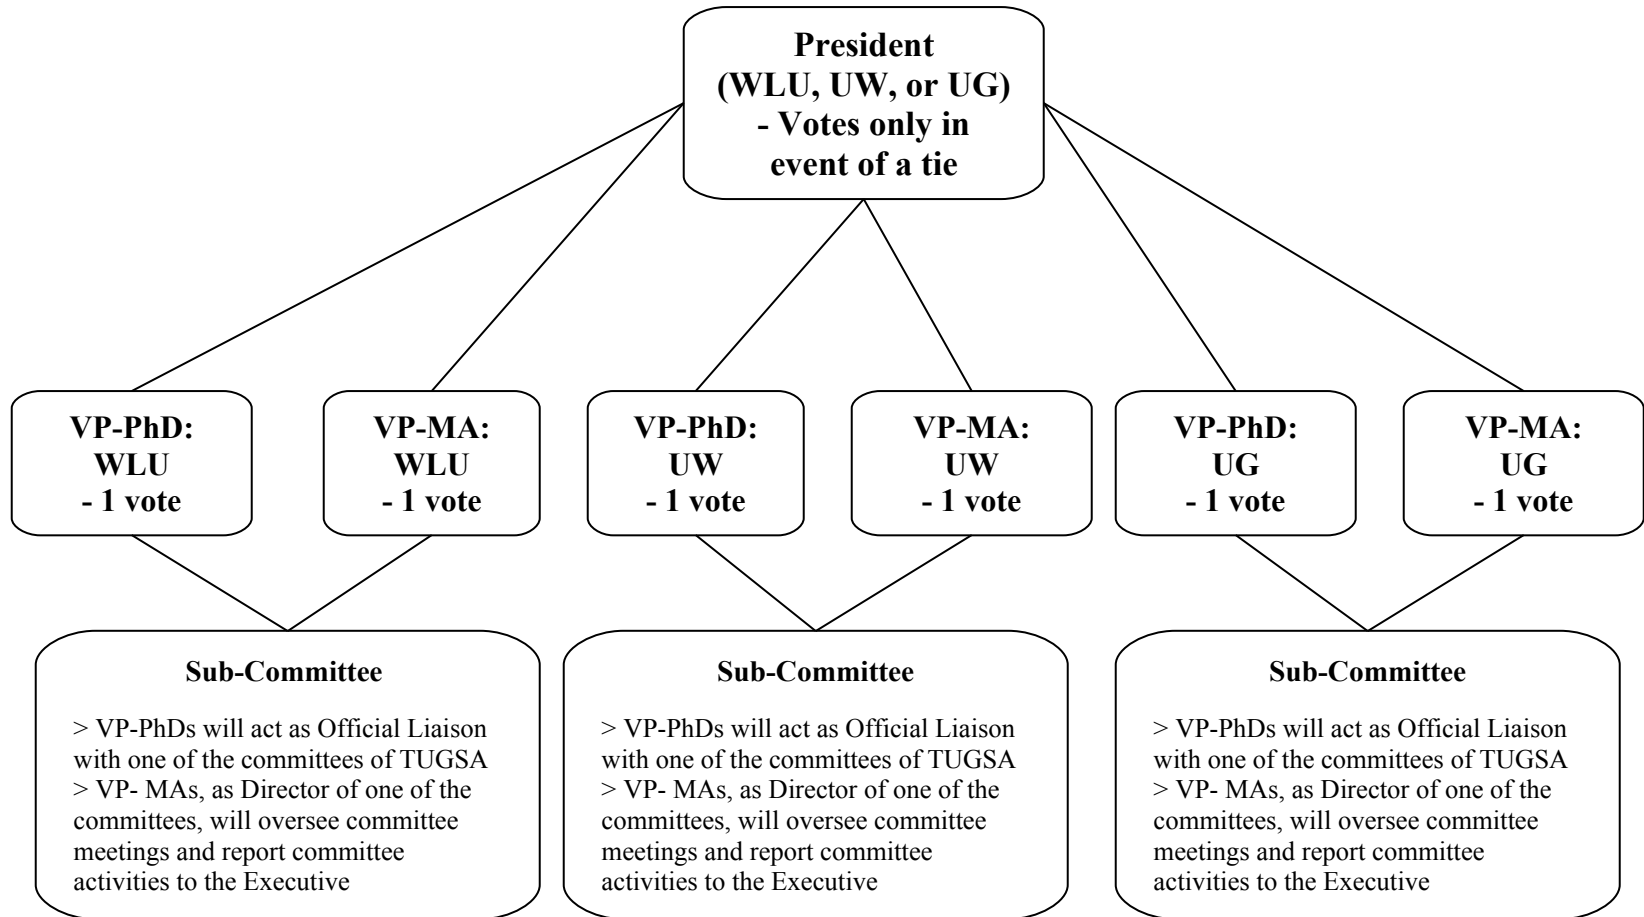 President
(WLU, UW, or UG)
- Votes only in
event of a tie
VP-PhD:
WLU
- 1 vote
VP-MA:
WLU
- 1 vote
VP-PhD:
UW
- 1 vote
VP-MA:
UW
- 1 vote
VP-PhD:
UG
- 1 vote
VP-MA:
UG
- 1 vote
Sub-Committee
> VP-PhDs will act as Official Liaison
with one of the committees of TUGSA
> VP- MAs, as Director of one of the
committees, will oversee committee
meetings and report committee
activities to the Executive
Sub-Committee
> VP-PhDs will act as Official Liaison
with one of the committees of TUGSA
> VP- MAs, as Director of one of the
committees, will oversee committee
meetings and report committee
activities to the Executive
Sub-Committee
> VP-PhDs will act as Official Liaison
with one of the committees of TUGSA
> VP- MAs, as Director of one of the
committees, will oversee committee
meetings and report committee
activities to the Executive